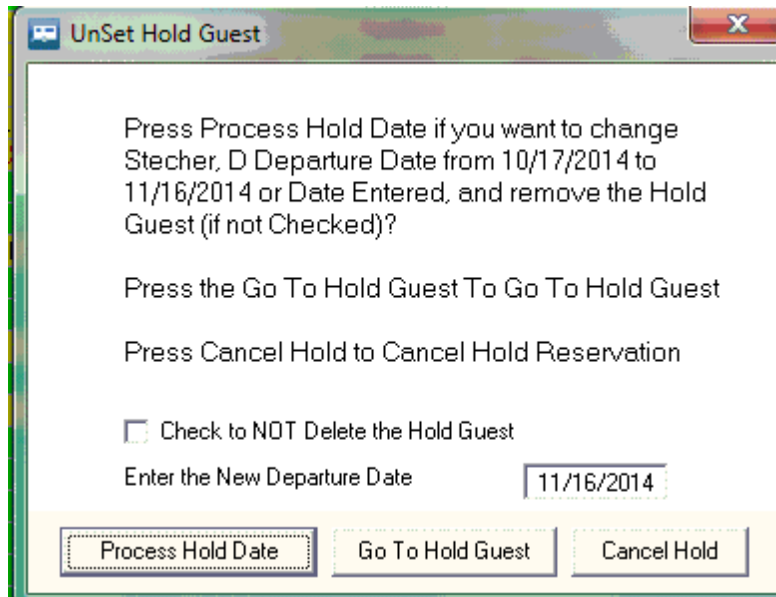 UnSet Hold Guest
Press Process Hold Date if you want to change
Stecher, D Departure Date from 10/17/2014 to
11/16/2014 or Date Entered, and remove the Hold
Guest (if not Checked)?
Press the Go To Hold Guest To Go To Hold Guest
Press Cancel Hold to Cancel Hold Reservation
Check to NOT Delete the Hold Guest
Enter the New Departure Date 11/16/2014
Process Hold Date Go To Hold Guest Cancel Hold